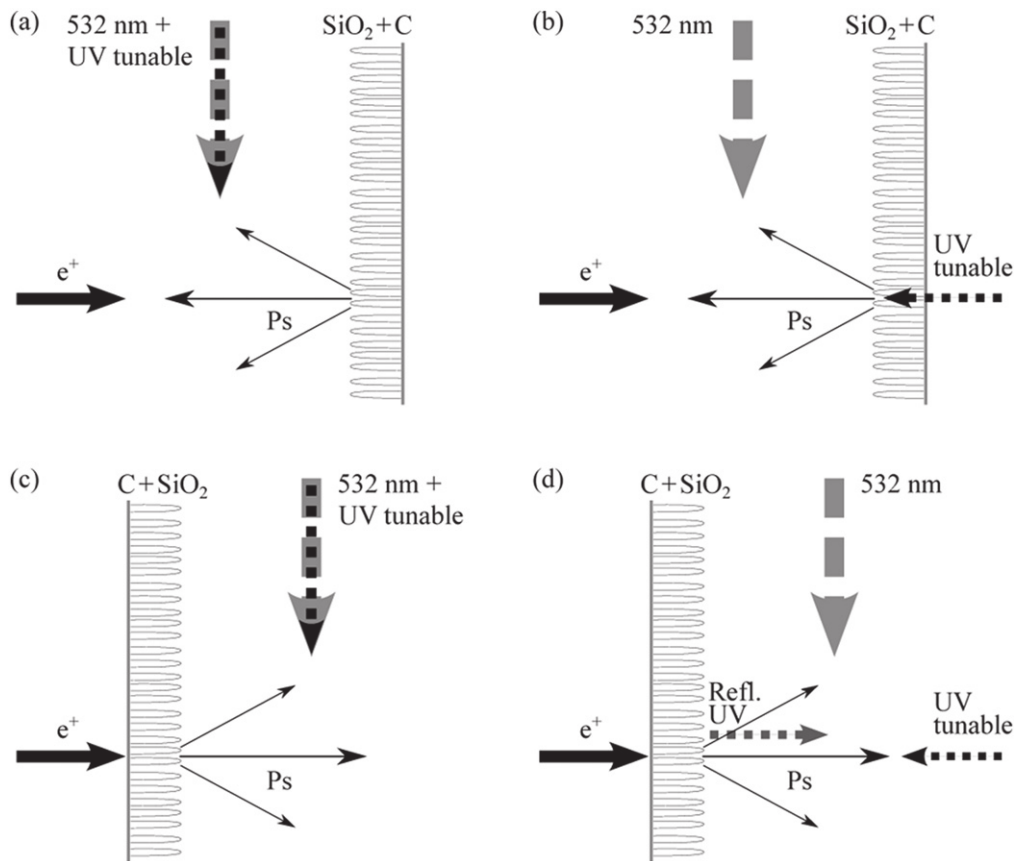 (a)
532 nm +
UV tunable
SiO₂+C
e⁺
Ps
(b)
532 nm
SiO₂+C
UV
tunable
e⁺
Ps
(c)
C+SiO₂
532 nm +
UV tunable
e⁺
Ps
(d)
C+SiO₂
532 nm
Refl.
UV
UV
tunable
e⁺
Ps